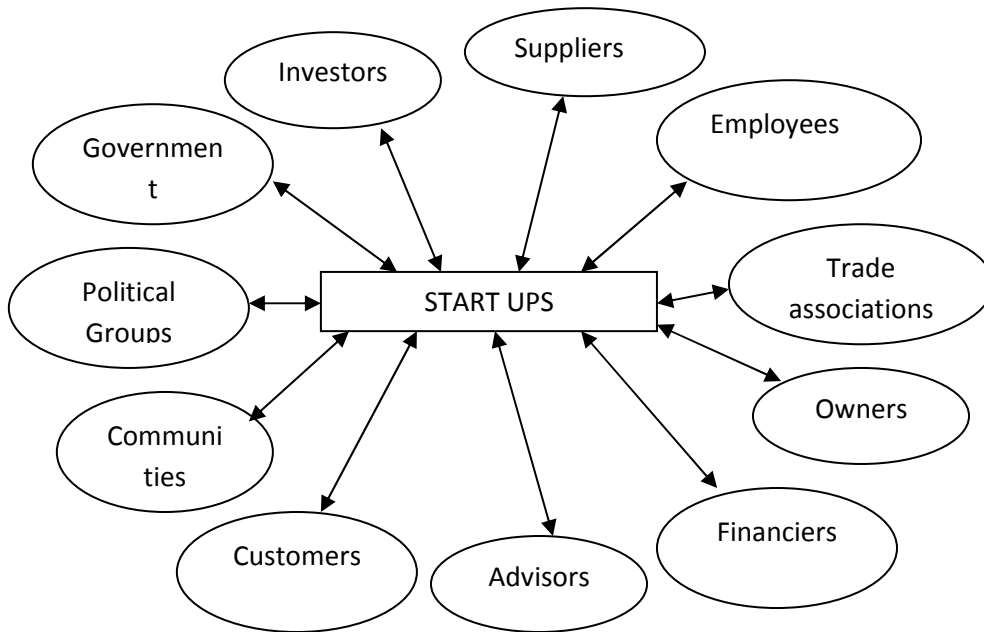 Suppliers
Investors
Employees
Governmen
t
Trade
associations
Political
Groups
START UPS
Owners
Communi
ties
Financiers
Customers
Advisors